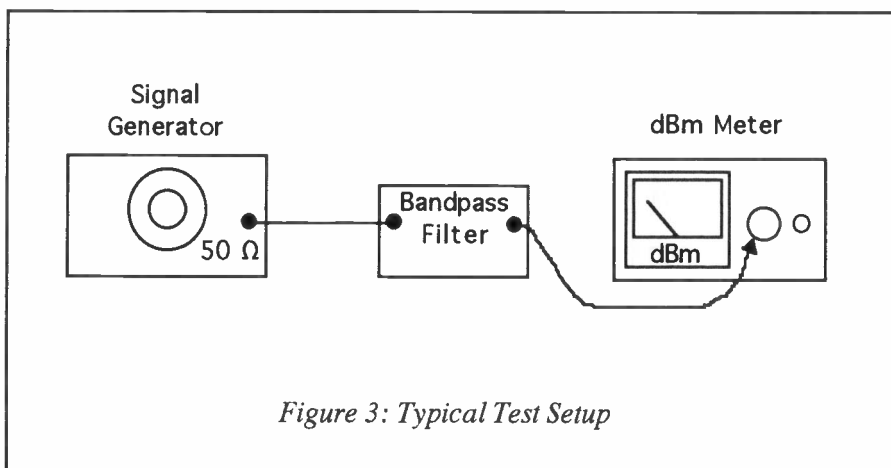 Signal
Generator
dBm Meter
50 Ω
Bandpass
Filter
dBm
Figure 3: Typical Test Setup